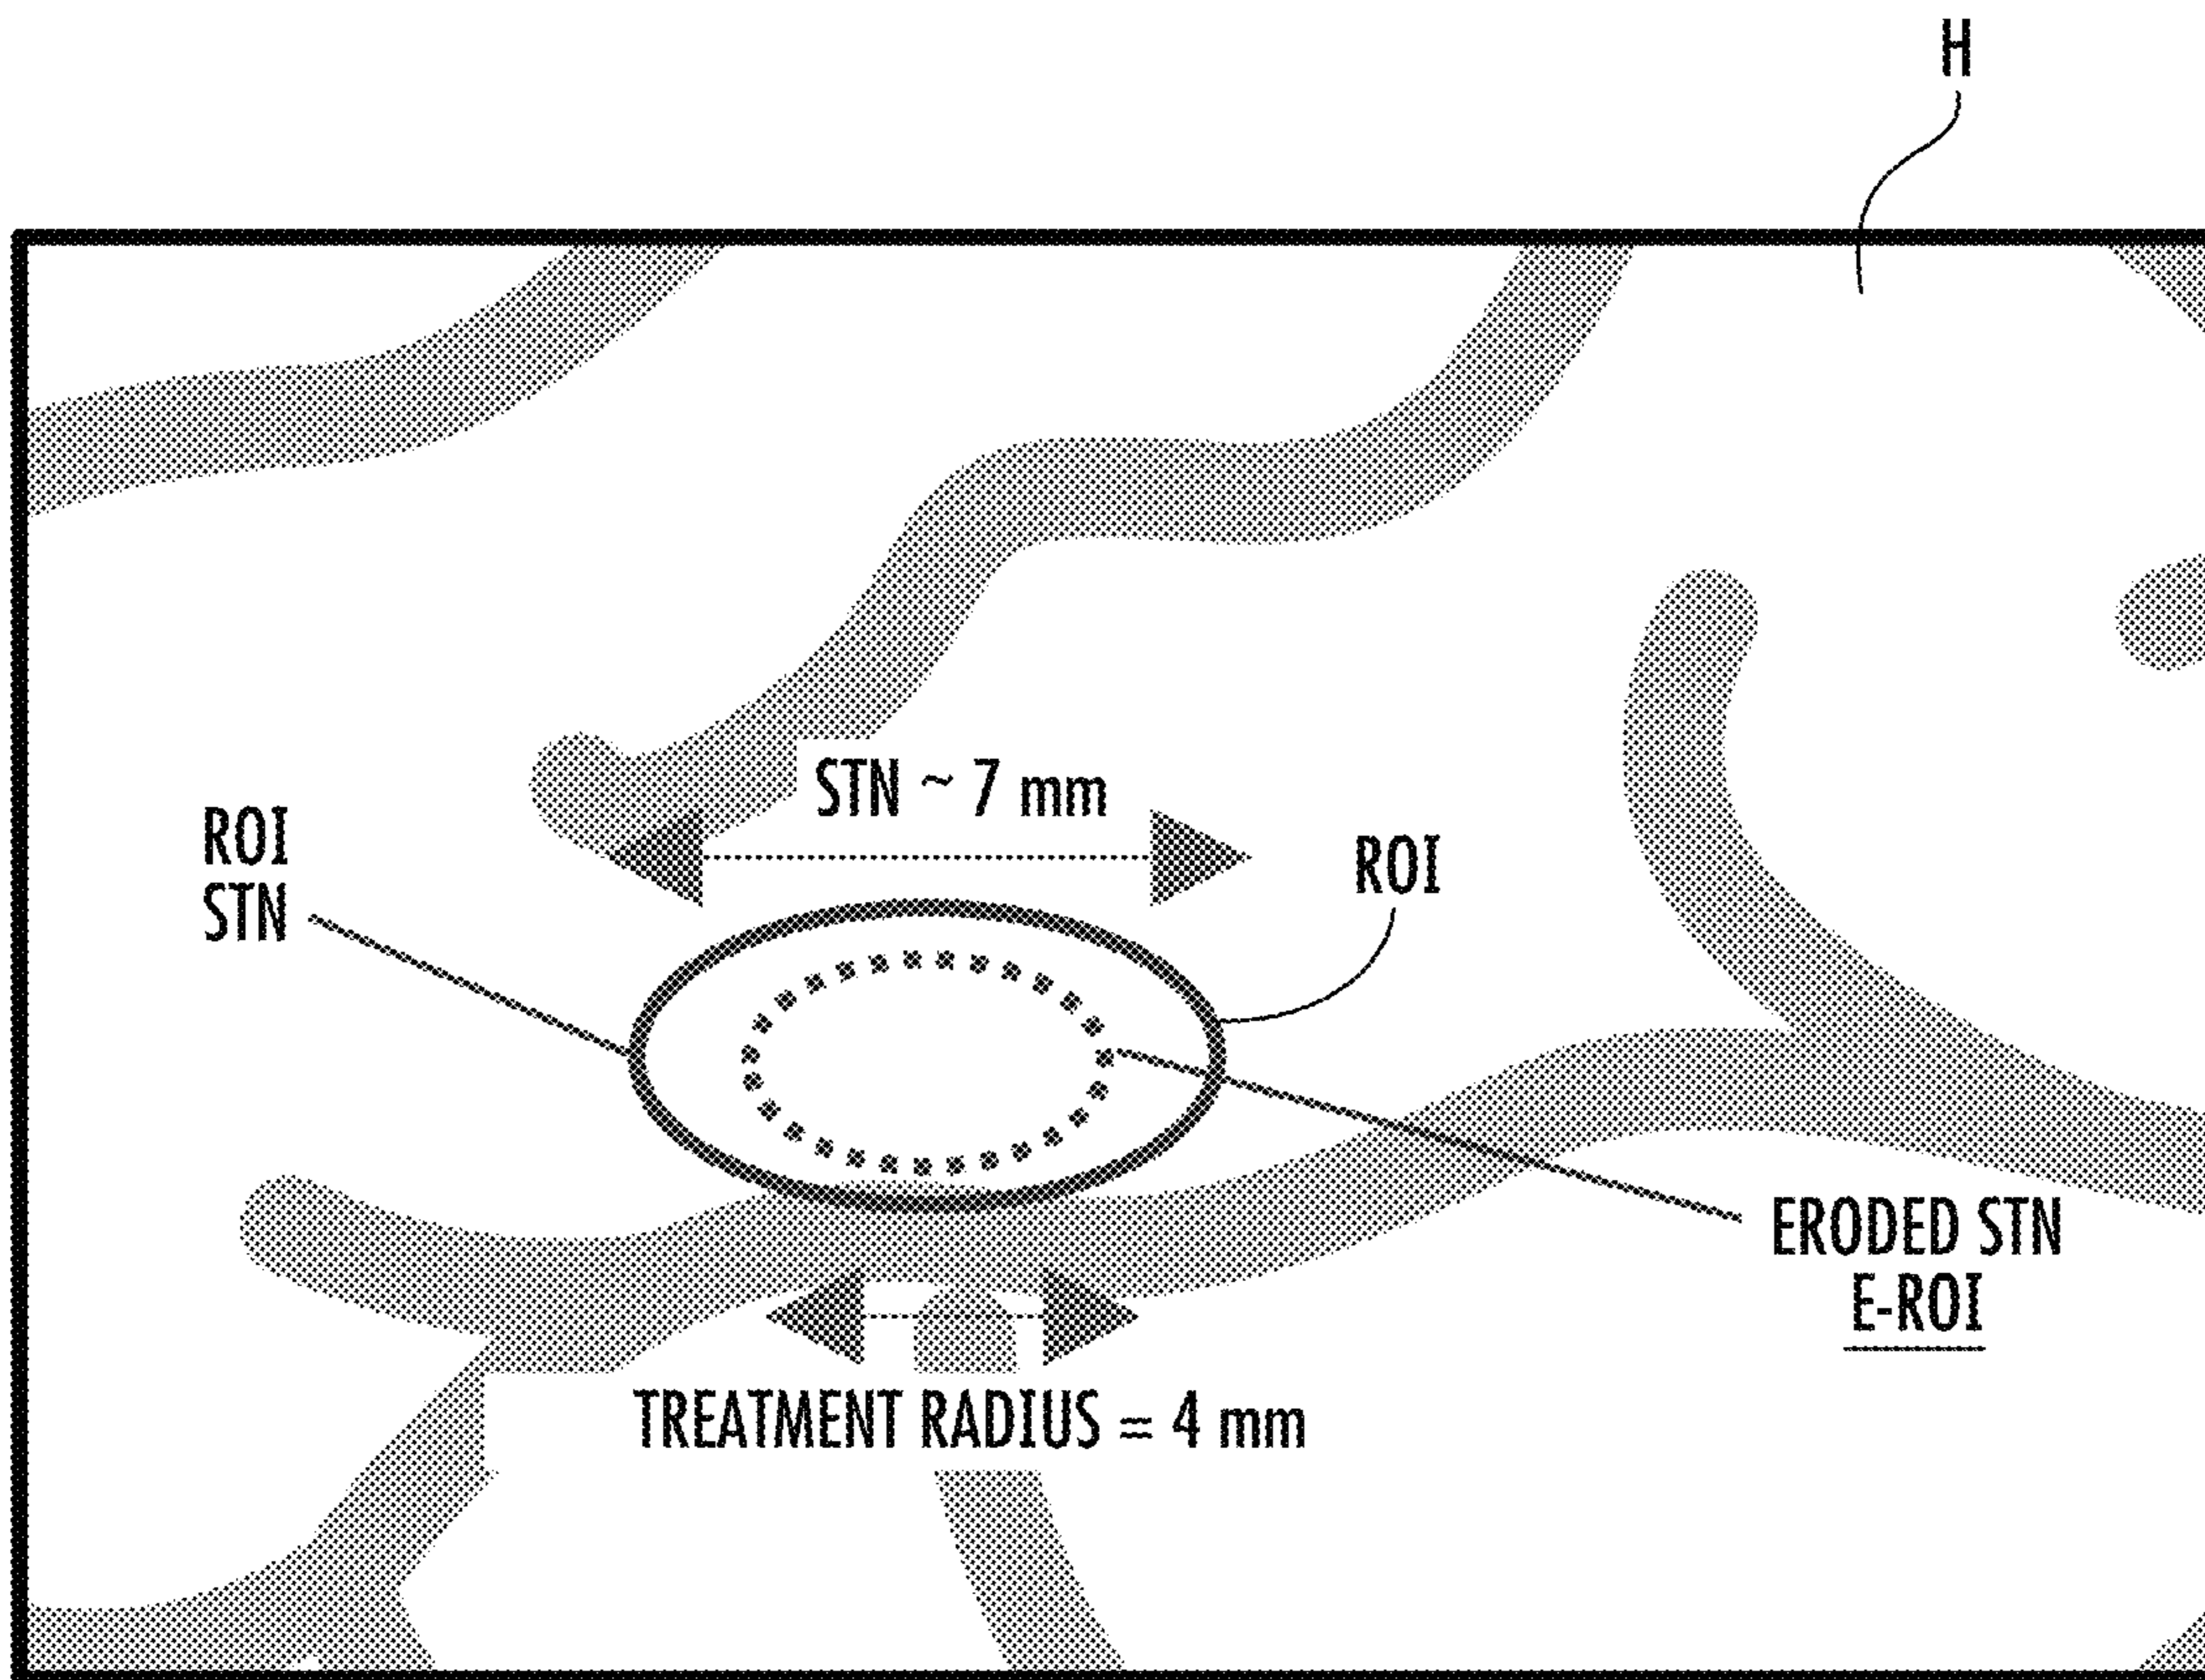 H
STN ~ 7 mm
ROI
STN
ROI
ERODED STN
E-ROI
TREATMENT RADIUS = 4 mm